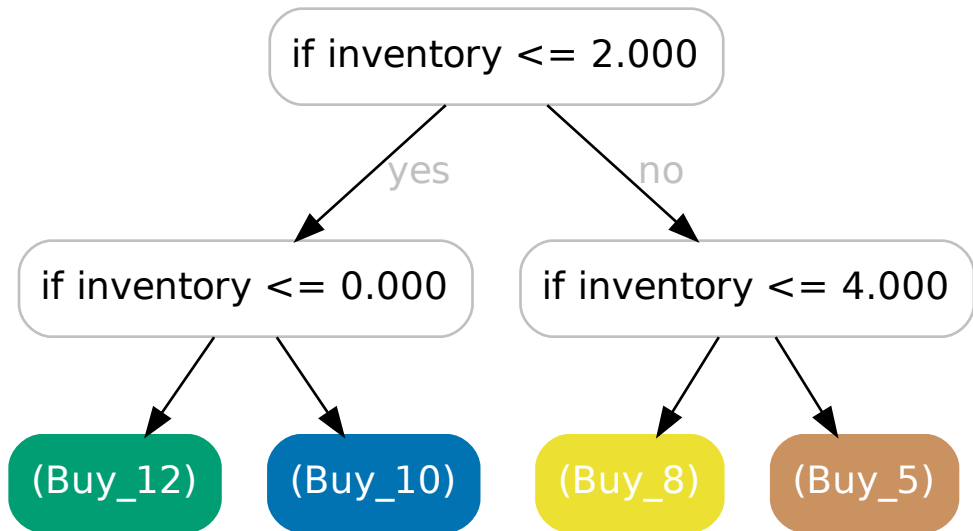 if inventory <= 2.000
yes
no
if inventory <= 0.000
if inventory <= 4.000
(Buy_12)
(Buy_10)
(Buy_8)
(Buy_5)